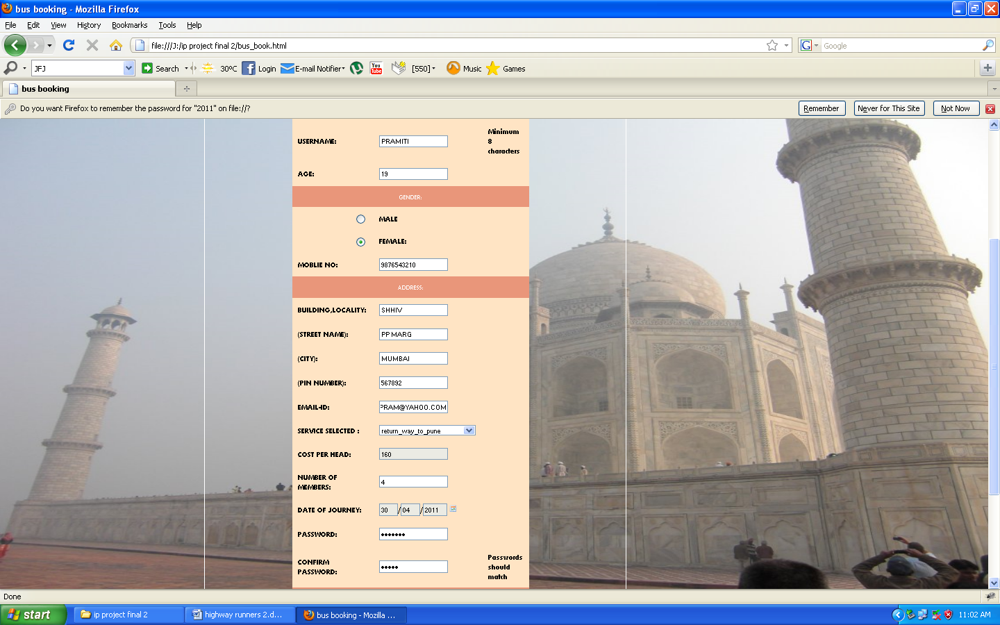 bus booking - Mozilla Firefox
File Edit View History Bookmarks Tools Help
file:///J:/ip project final 2/bus_book.html
Google
JFJ
Search
30°C
Login
E-mail Notifier
You Tube
[550]
Music
Games
bus booking
Do you want Firefox to remember the password for "2011" on file://?
Remember
Never for This Site
Not Now
USERNAME: PRAMITI
Minimum
8
characters
AGE: 19
GENDER:
MALE
FEMALE:
MOBLIE NO: 9876543210
ADDRESS:
BUILDING,LOCALITY: SHHIV
(STREET NAME): PP MARG
(CITY): MUMBAI
(PIN NUMBER): 567892
EMAIL-ID: PRAM@YAHOO.COM
SERVICE SELECTED : return_way_to_pune
COST PER HEAD: 160
NUMBER OF
MEMBERS: 4
DATE OF JOURNEY: 30 / 04 / 2011
PASSWORD: •••••••
CONFIRM
PASSWORD: •••••
Passwords
should
match
Done
start
ip project final 2
highway runners 2.d...
bus booking - Mozilla ...
11:02 AM